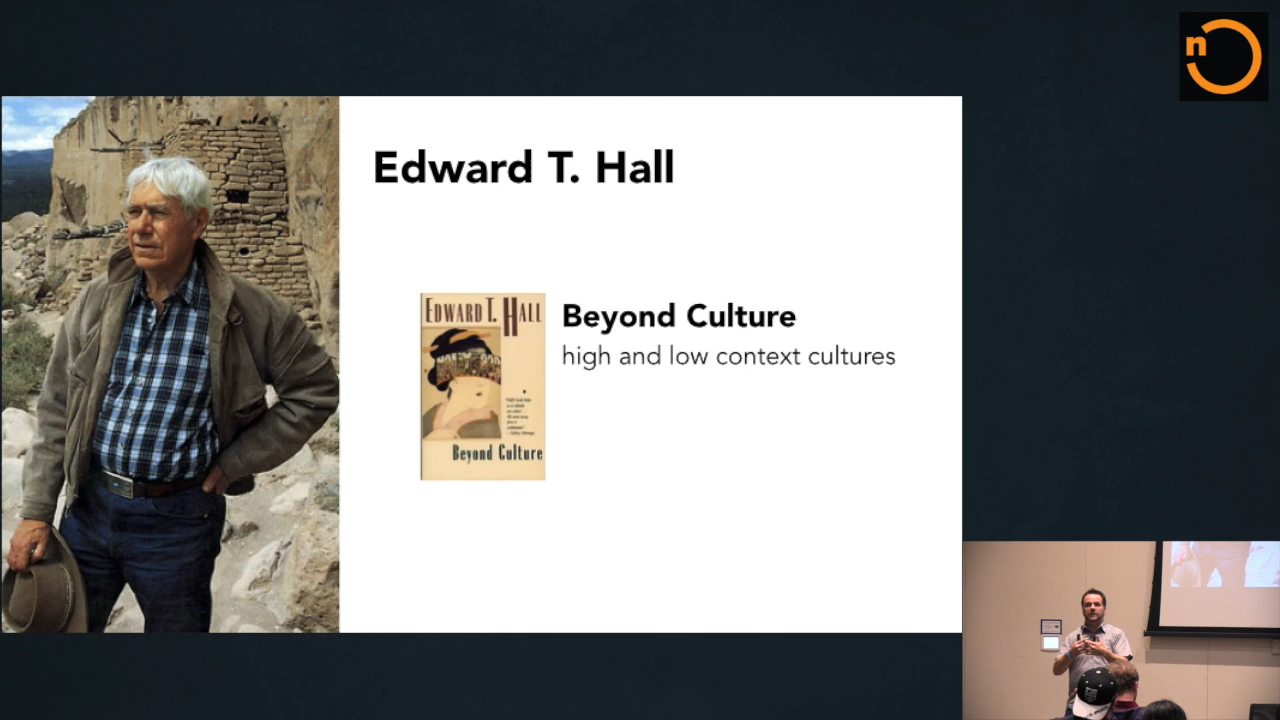 n
Edward T. Hall
EDWARD T. HALL
Beyond Culture
high and low context cultures
Beyond Culture